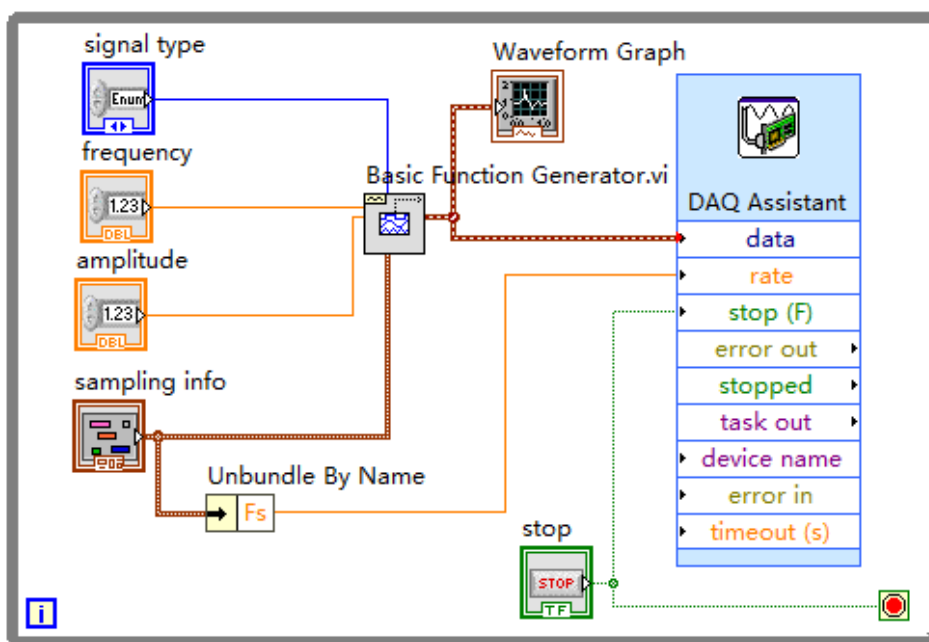 signal type
Enum
frequency
1.23
DBL
amplitude
1.23
DBL
sampling info
Unbundle By Name
Fs
Basic Function Generator.vi
Waveform Graph
DAQ Assistant
data
rate
stop (F)
error out
stopped
task out
device name
error in
timeout (s)
stop
STOP
TF
i